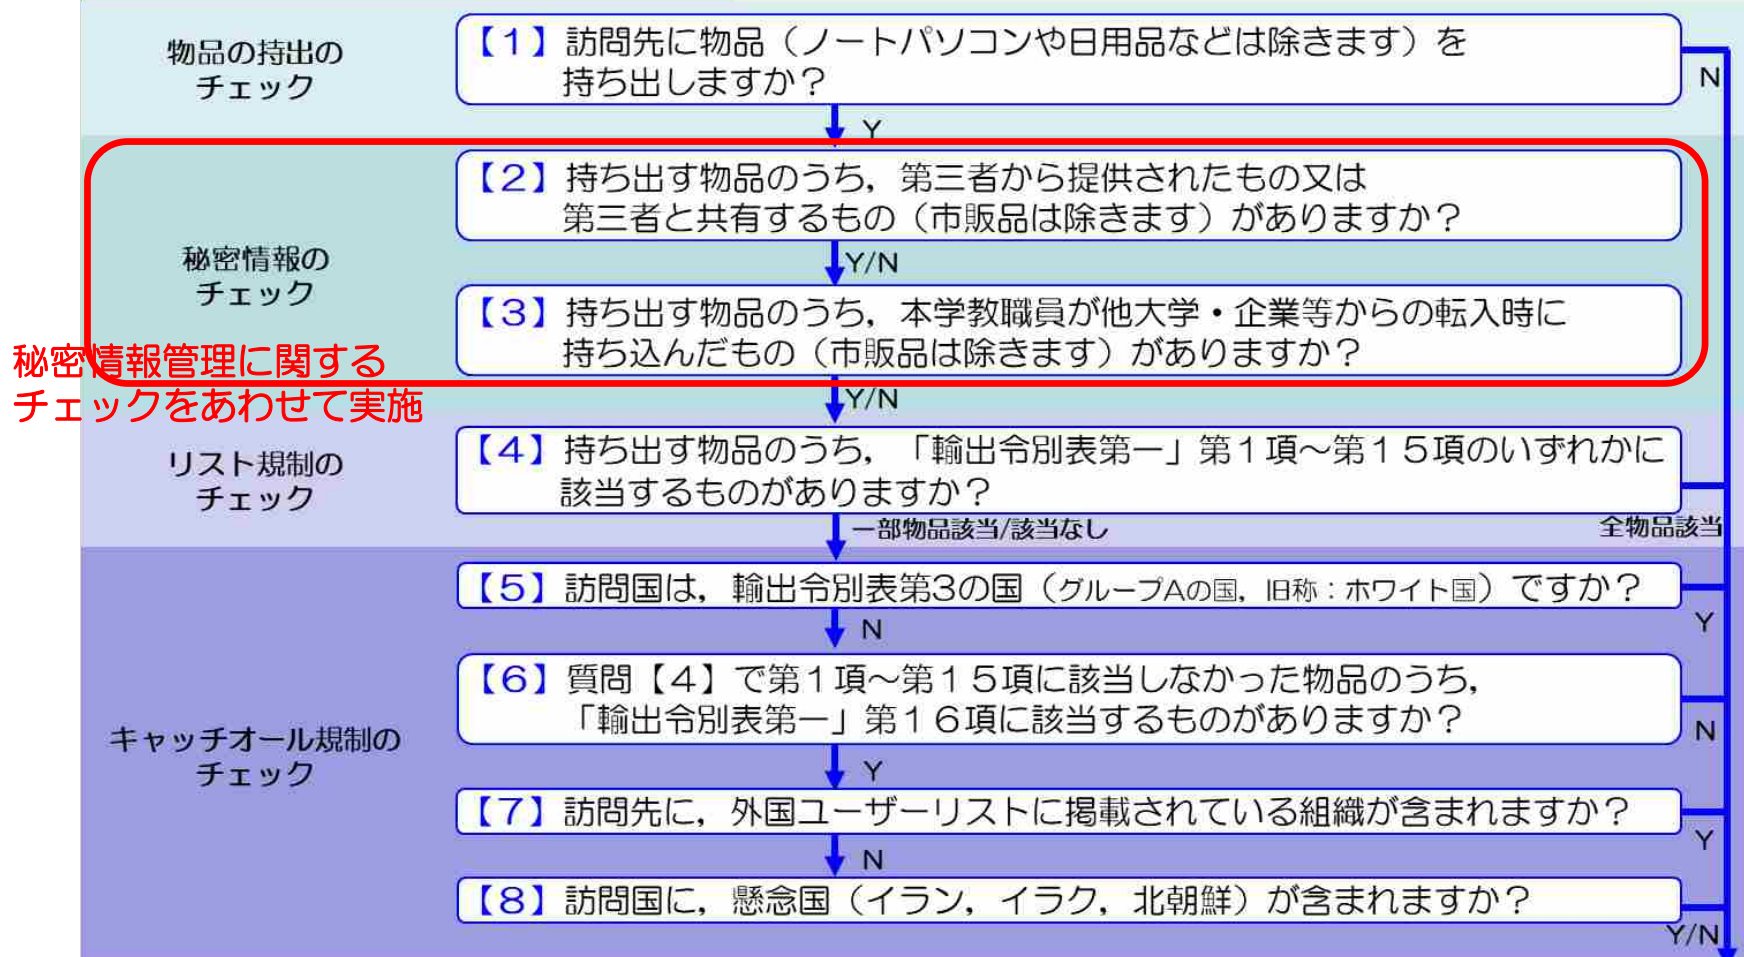 物品の持出の
チェック
【1】訪問先に物品（ノートパソコンや日用品などは除きます）を
持ち出しますか？
N
Y
秘密情報の
チェック
【2】持ち出す物品のうち，第三者から提供されたもの又は
第三者と共有するもの（市販品は除きます）がありますか？
Y/N
【3】持ち出す物品のうち，本学教職員が他大学・企業等からの転入時に
持ち込んだもの（市販品は除きます）がありますか？
秘密情報管理に関する
チェックをあわせて実施
Y/N
リスト規制の
チェック
【4】持ち出す物品のうち，「輸出令別表第一」第１項～第１５項のいずれかに
該当するものがありますか？
一部物品該当/該当なし
全物品該当
キャッチオール規制の
チェック
【5】訪問国は，輸出令別表第3の国（グループAの国，旧称：ホワイト国）ですか？
Y
N
【6】質問【4】で第１項～第１５項に該当しなかった物品のうち，
「輸出令別表第一」第１６項に該当するものがありますか？
N
Y
【7】訪問先に，外国ユーザーリストに掲載されている組織が含まれますか？
Y
N
【8】訪問国に，懸念国（イラン，イラク，北朝鮮）が含まれますか？
Y/N